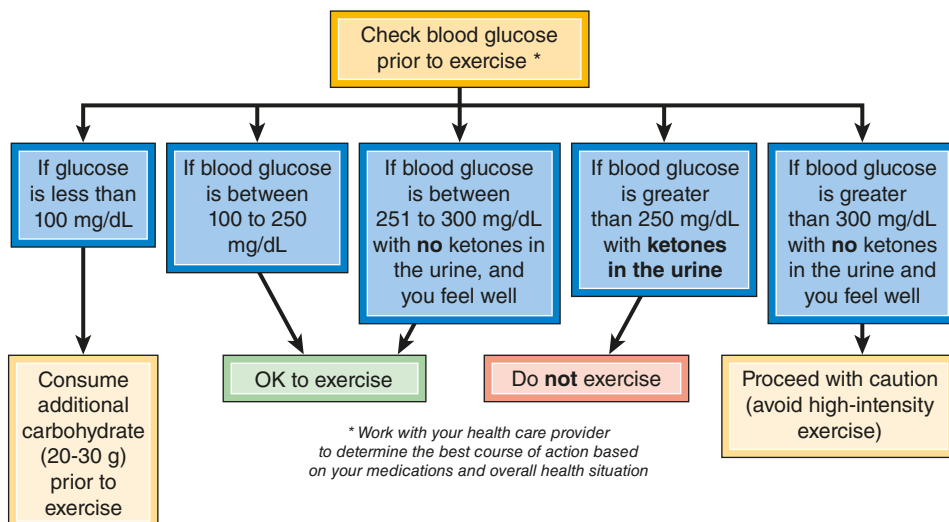 Check blood glucose
prior to exercise *
If glucose
is less than
100 mg/dL
If blood glucose
is between
100 to 250
mg/dL
If blood glucose
is between
251 to 300 mg/dL
with no ketones in
the urine, and
you feel well
If blood glucose
is greater
than 250 mg/dL
with ketones
in the urine
If blood glucose
is greater
than 300 mg/dL
with no ketones
in the urine and
you feel well
Consume
additional
carbohydrate
(20-30 g)
prior to
exercise
OK to exercise
Do not exercise
Proceed with caution
(avoid high-intensity
exercise)
* Work with your health care provider
to determine the best course of action based
on your medications and overall health situation